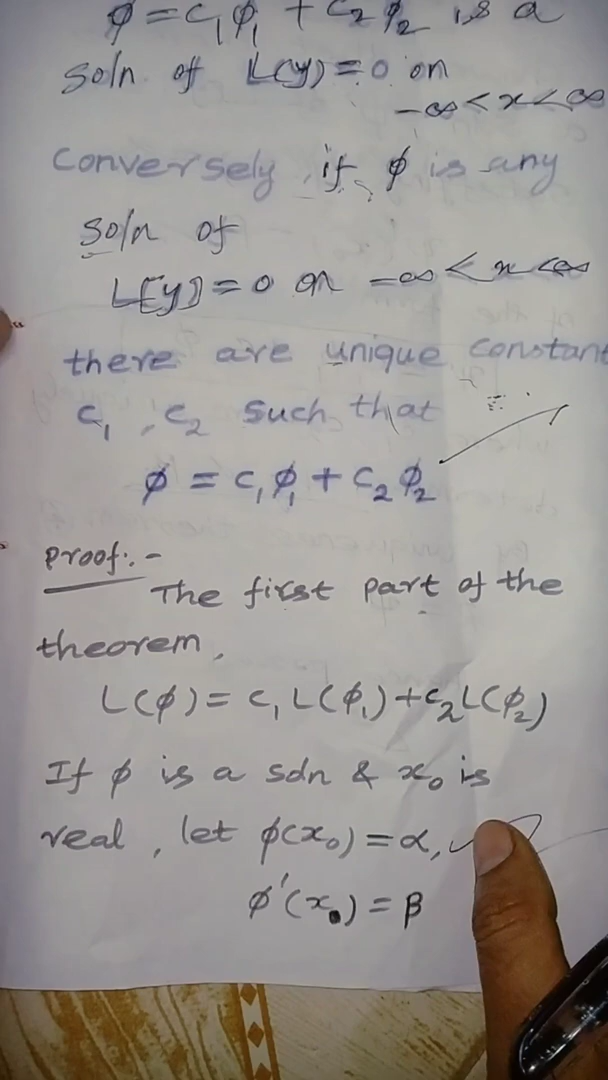 φ = c₁φ₁ + c₂φ₂ is a
soln of L(y) = 0 on
-∞ < x < ∞
Conversely, if φ is any
soln of
L(y) = 0 on -∞ < x < ∞
there are unique constant
c₁, c₂ such that
φ = c₁φ₁ + c₂φ₂
Proof:-
The first part of the
theorem,
L(φ) = c₁L(φ₁) + c₂L(φ₂)
If φ is a soln & x₀ is
real, let φ(x₀) = α,
φ'(x₀) = β